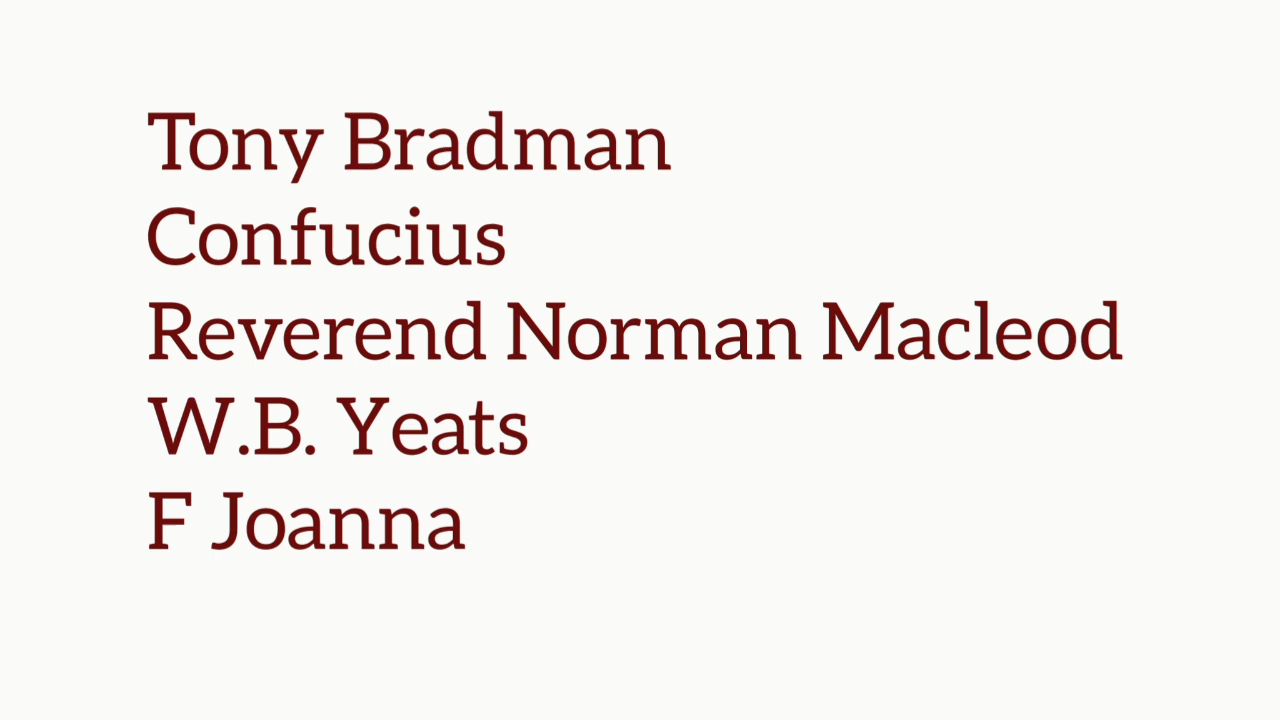 Tony Bradman
Confucius
Reverend Norman Macleod
W.B. Yeats
F Joanna